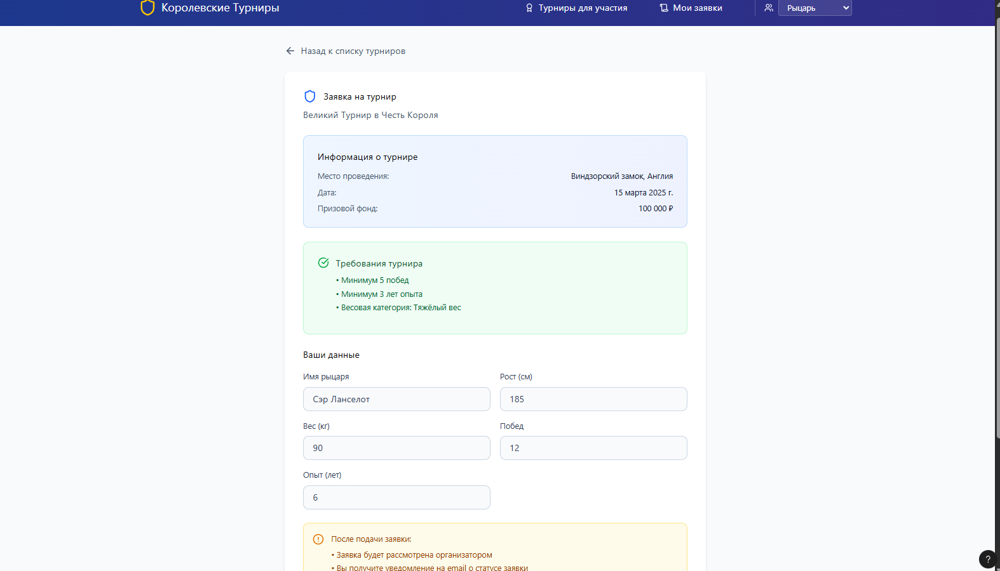 Королевские Турниры
Турниры для участия
Мои заявки
Рыцарь
Назад к списку турниров
Заявка на турнир
Великий Турнир в Честь Короля
Информация о турнире
Место проведения: Виндзорский замок, Англия
Дата: 15 марта 2025 г.
Призовой фонд: 100 000 ₽
Требования турнира
• Минимум 5 побед
• Минимум 3 лет опыта
• Весовая категория: Тяжёлый вес
Ваши данные
Имя рыцаря
Сэр Ланселот
Рост (см)
185
Вес (кг)
90
Побед
12
Опыт (лет)
6
После подачи заявки:
• Заявка будет рассмотрена организатором
• Вы получите уведомление на email о статусе заявки
?